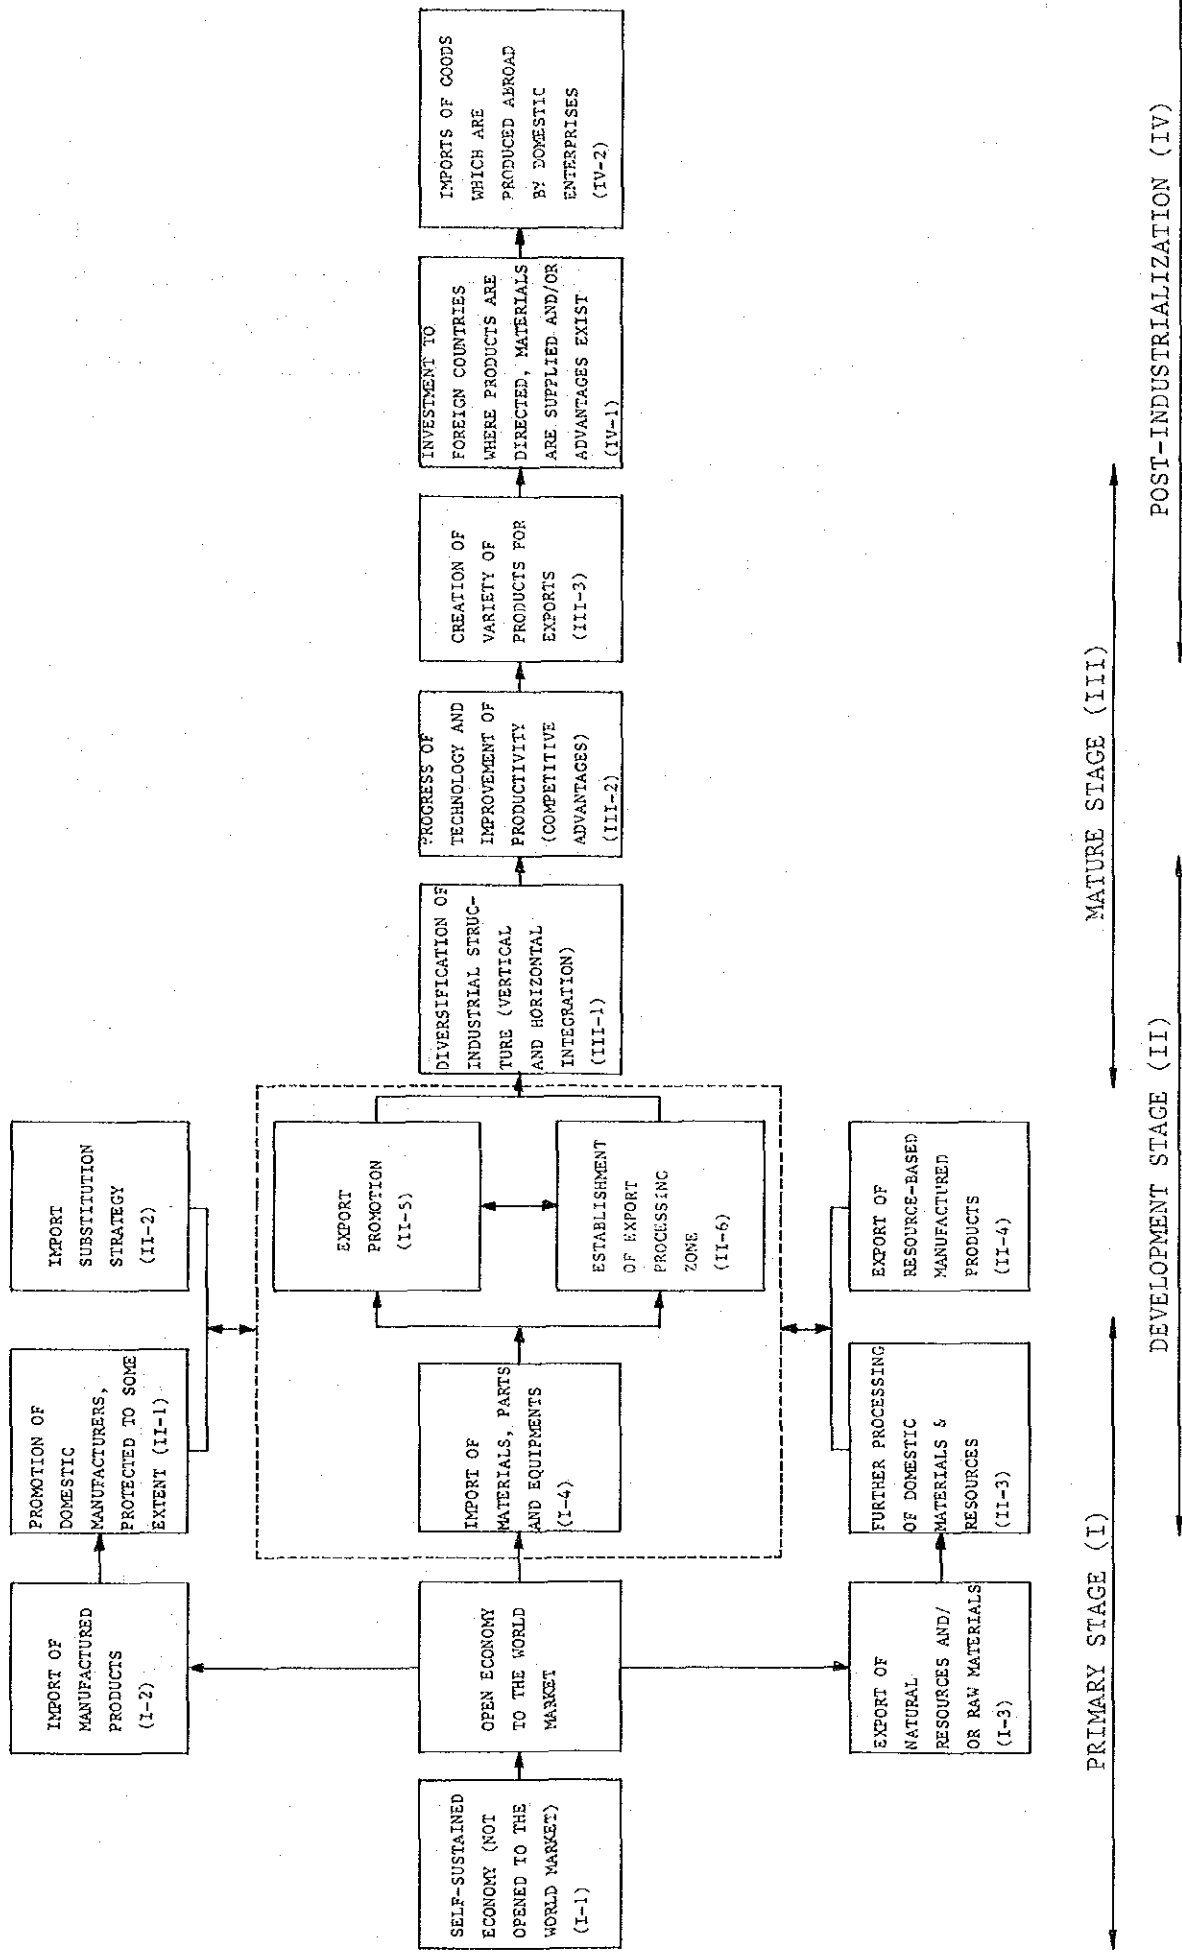 SELF-SUSTAINED
ECONOMY (NOT
OPENED TO THE
WORLD MARKET)
(I-1)
OPEN ECONOMY
TO THE WORLD
MARKET
IMPORT OF
MANUFACTURED
PRODUCTS
(I-2)
EXPORT OF
NATURAL
RESOURCES AND/
OR RAW MATERIALS
(I-3)
PROMOTION OF
DOMESTIC
MANUFACTURERS,
PROTECTED TO SOME
EXTENT (II-1)
IMPORT
SUBSTITUTION
STRATEGY
(II-2)
IMPORT OF
MATERIALS, PARTS
AND EQUIPMENTS
(I-4)
EXPORT
PROMOTION
(II-5)
ESTABLISHMENT
OF EXPORT
PROCESSING
ZONE
(II-6)
FURTHER PROCESSING
OF DOMESTIC
MATERIALS &
RESOURCES
(II-3)
EXPORT OF
RESOURCE-BASED
MANUFACTURED
PRODUCTS
(II-4)
DIVERSIFICATION OF
INDUSTRIAL STRUC-
TURE (VERTICAL
AND HORIZONTAL
INTEGRATION)
(III-1)
PROGRESS OF
TECHNOLOGY AND
IMPROVEMENT OF
PRODUCTIVITY
(COMPETITIVE
ADVANTAGES)
(III-2)
CREATION OF
VARIETY OF
PRODUCTS FOR
EXPORTS
(III-3)
INVESTMENT TO
FOREIGN COUNTRIES
WHERE PRODUCTS ARE
DIRECTED, MATERIALS
ARE SUPPLIED AND/OR
ADVANTAGES EXIST
(IV-1)
IMPORTS OF GOODS
WHICH ARE
PRODUCED ABROAD
BY DOMESTIC
ENTERPRISES
(IV-2)
PRIMARY STAGE (I)
DEVELOPMENT STAGE (II)
MATURE STAGE (III)
POST-INDUSTRIALIZATION (IV)